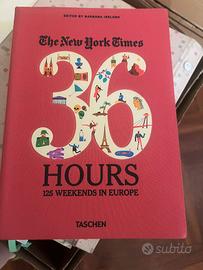 EDITED BY BARBARA IRELAND
The New York Times
36
HOURS
125 WEEKENDS IN EUROPE
TASCHEN
subito